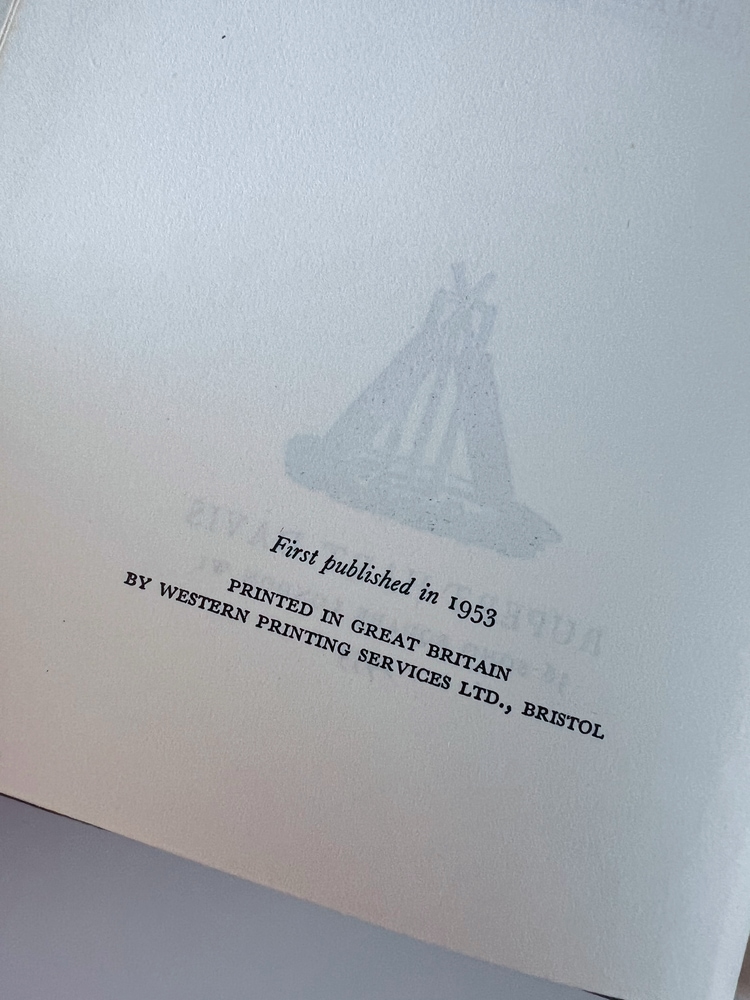 First published in 1953
PRINTED IN GREAT BRITAIN
BY WESTERN PRINTING SERVICES LTD., BRISTOL